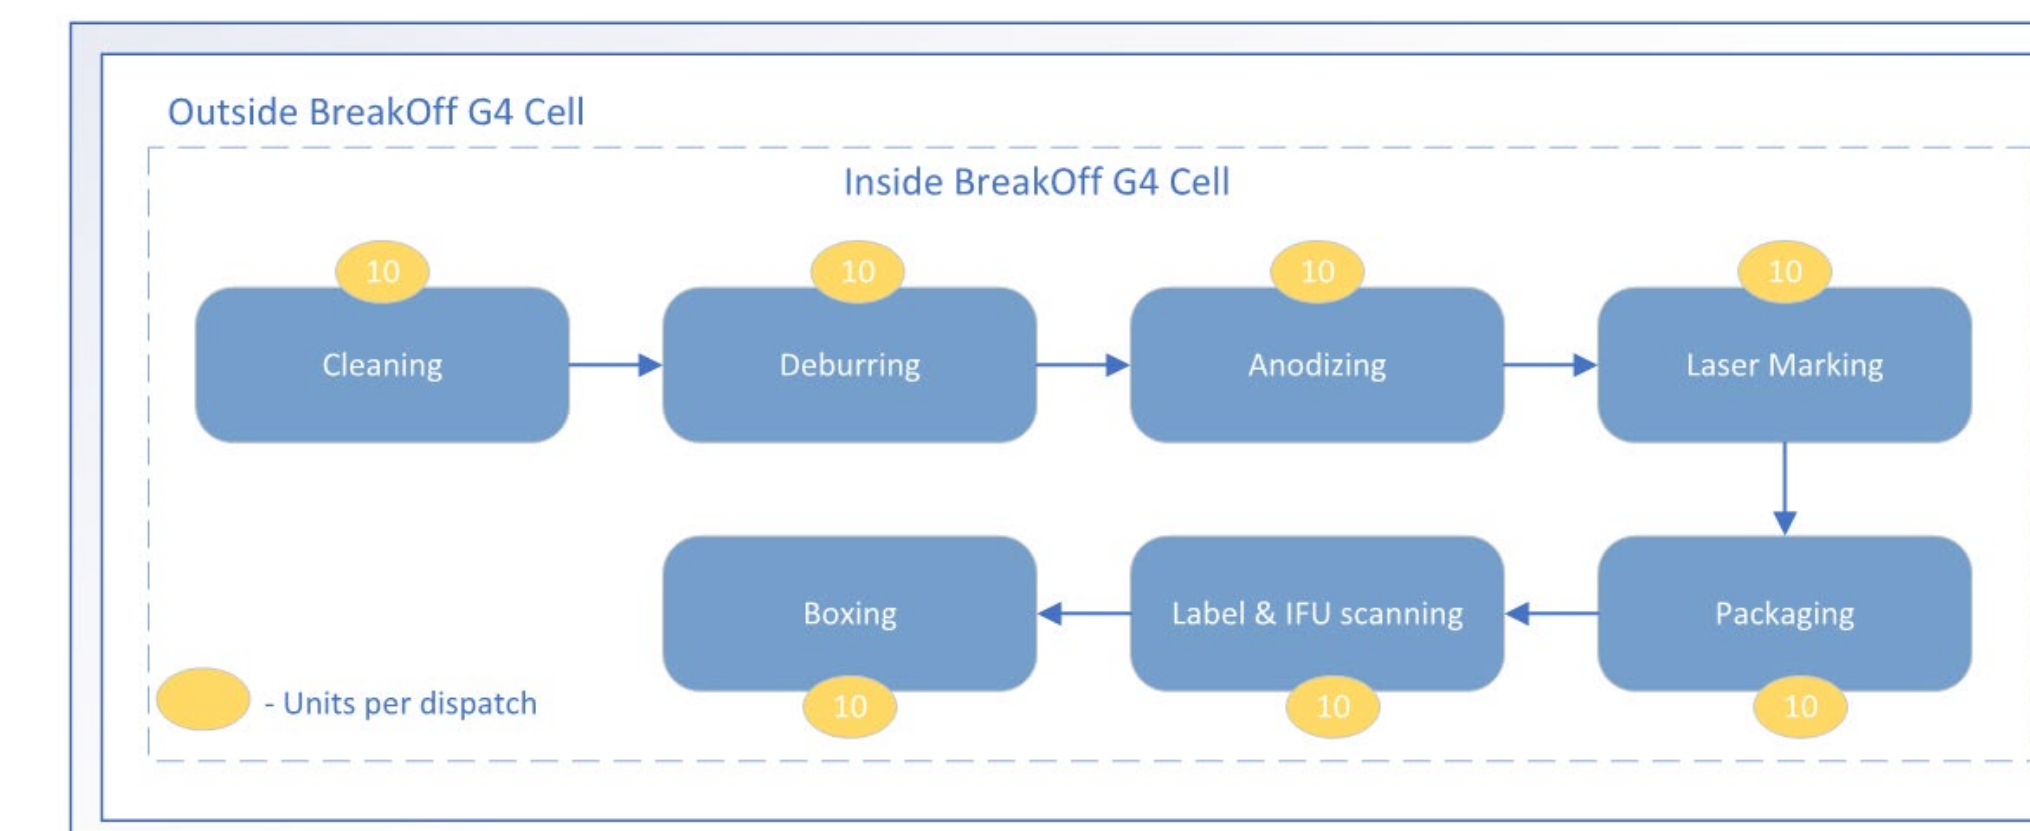 Outside BreakOff G4 Cell
Inside BreakOff G4 Cell
10
10
10
10
Cleaning
Deburring
Anodizing
Laser Marking
Boxing
Label & IFU scanning
Packaging
10
10
10
- Units per dispatch